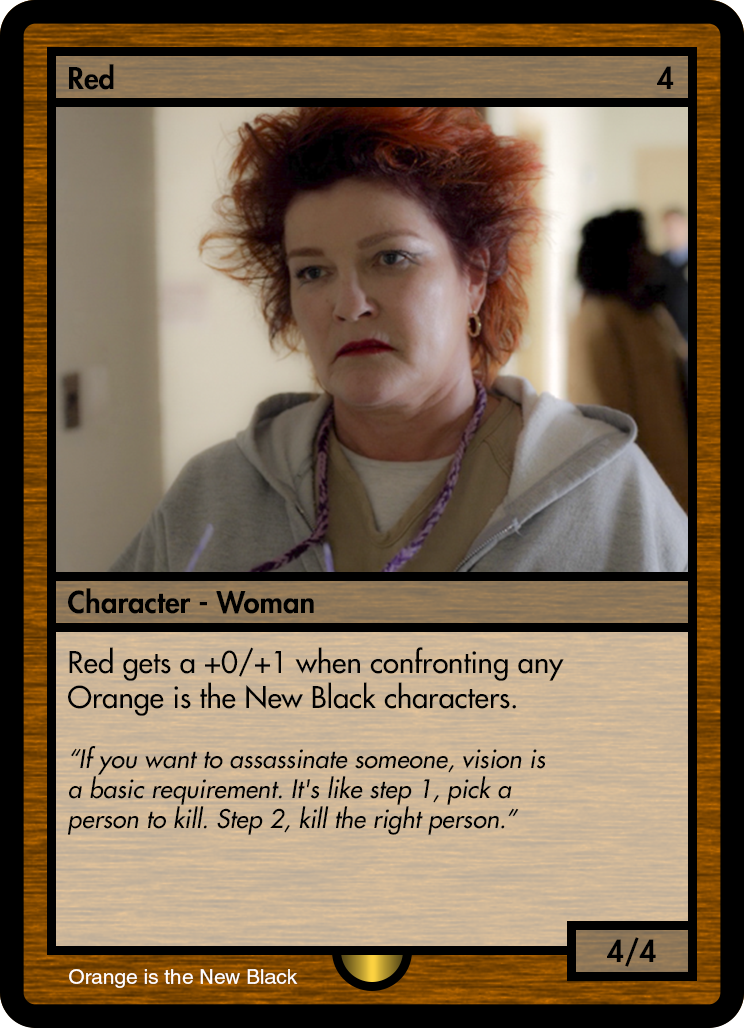 Red 4
Character - Woman
Red gets a +0/+1 when confronting any
Orange is the New Black characters.
“If you want to assassinate someone, vision is
a basic requirement. It's like step 1, pick a
person to kill. Step 2, kill the right person.”
4/4
Orange is the New Black